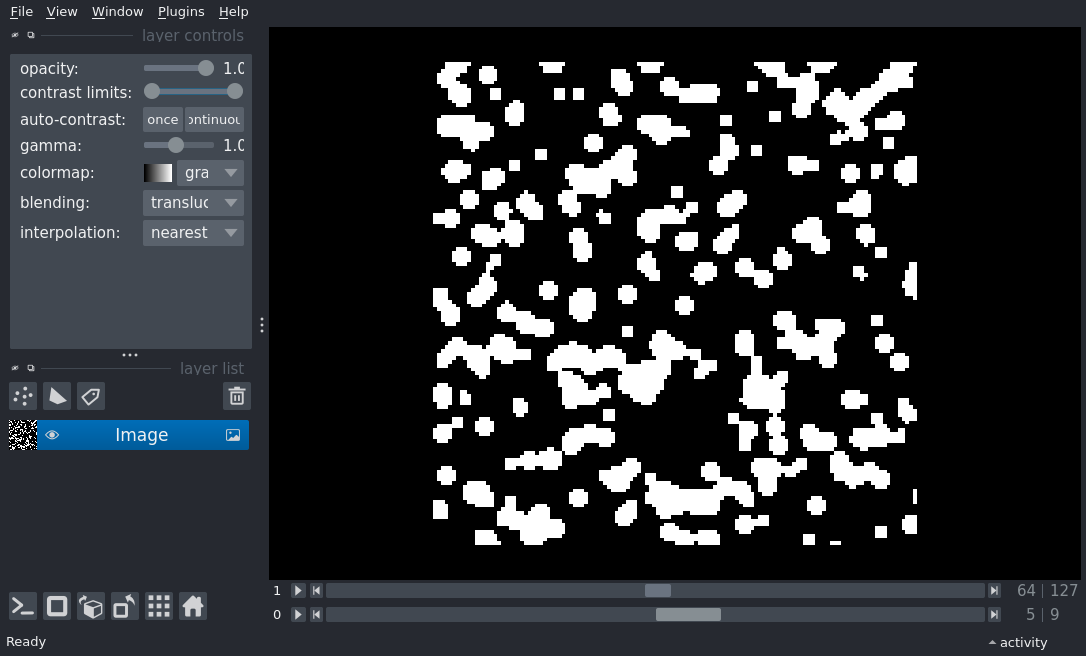 File View Window Plugins Help
layer controls
opacity: 1.0
contrast limits:
auto-contrast: once ontinuou
gamma: 1.0
colormap: gra
blending: transluc
interpolation: nearest
layer list
Image
1 64 127
0 5 9
Ready activity